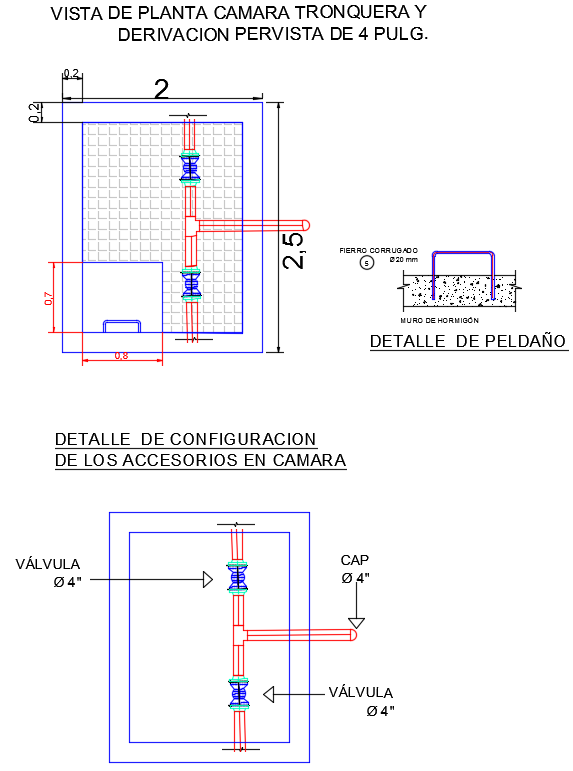 VISTA DE PLANTA CAMARA TRONQUERA Y
DERIVACION PERVISTA DE 4 PULG.
0,2
2
0,2
2,5
0,7
0,8
FIERRO CORRUGADO
Ø20 mm
5
MURO DE HORMIGÓN
DETALLE DE PELDAÑO
DETALLE DE CONFIGURACION
DE LOS ACCESORIOS EN CAMARA
VÁLVULA
Ø 4"
CAP
Ø 4"
VÁLVULA
Ø 4"